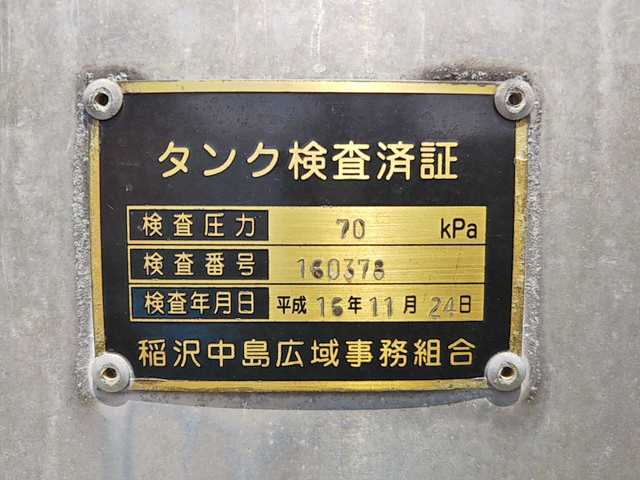 タンク検査済証
検査圧力 70 kPa
検査番号 160378
検査年月日 平成16年11月24日
稲沢中島広域事務組合